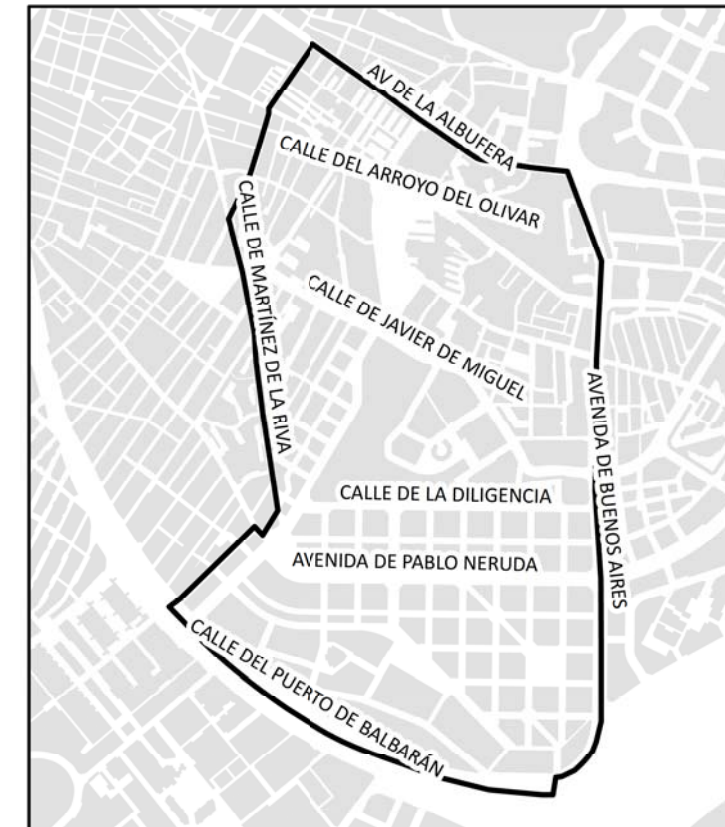 AV DE LA ALBUFERA
CALLE DEL ARROYO DEL OLIVAR
CALLE DE MARTÍNEZ DE LA RIVA
CALLE DE JAVIER DE MIGUEL
AVENIDA DE BUENOS AIRES
CALLE DE LA DILIGENCIA
AVENIDA DE PABLO NERUDA
CALLE DEL PUERTO DE BALBARÁN